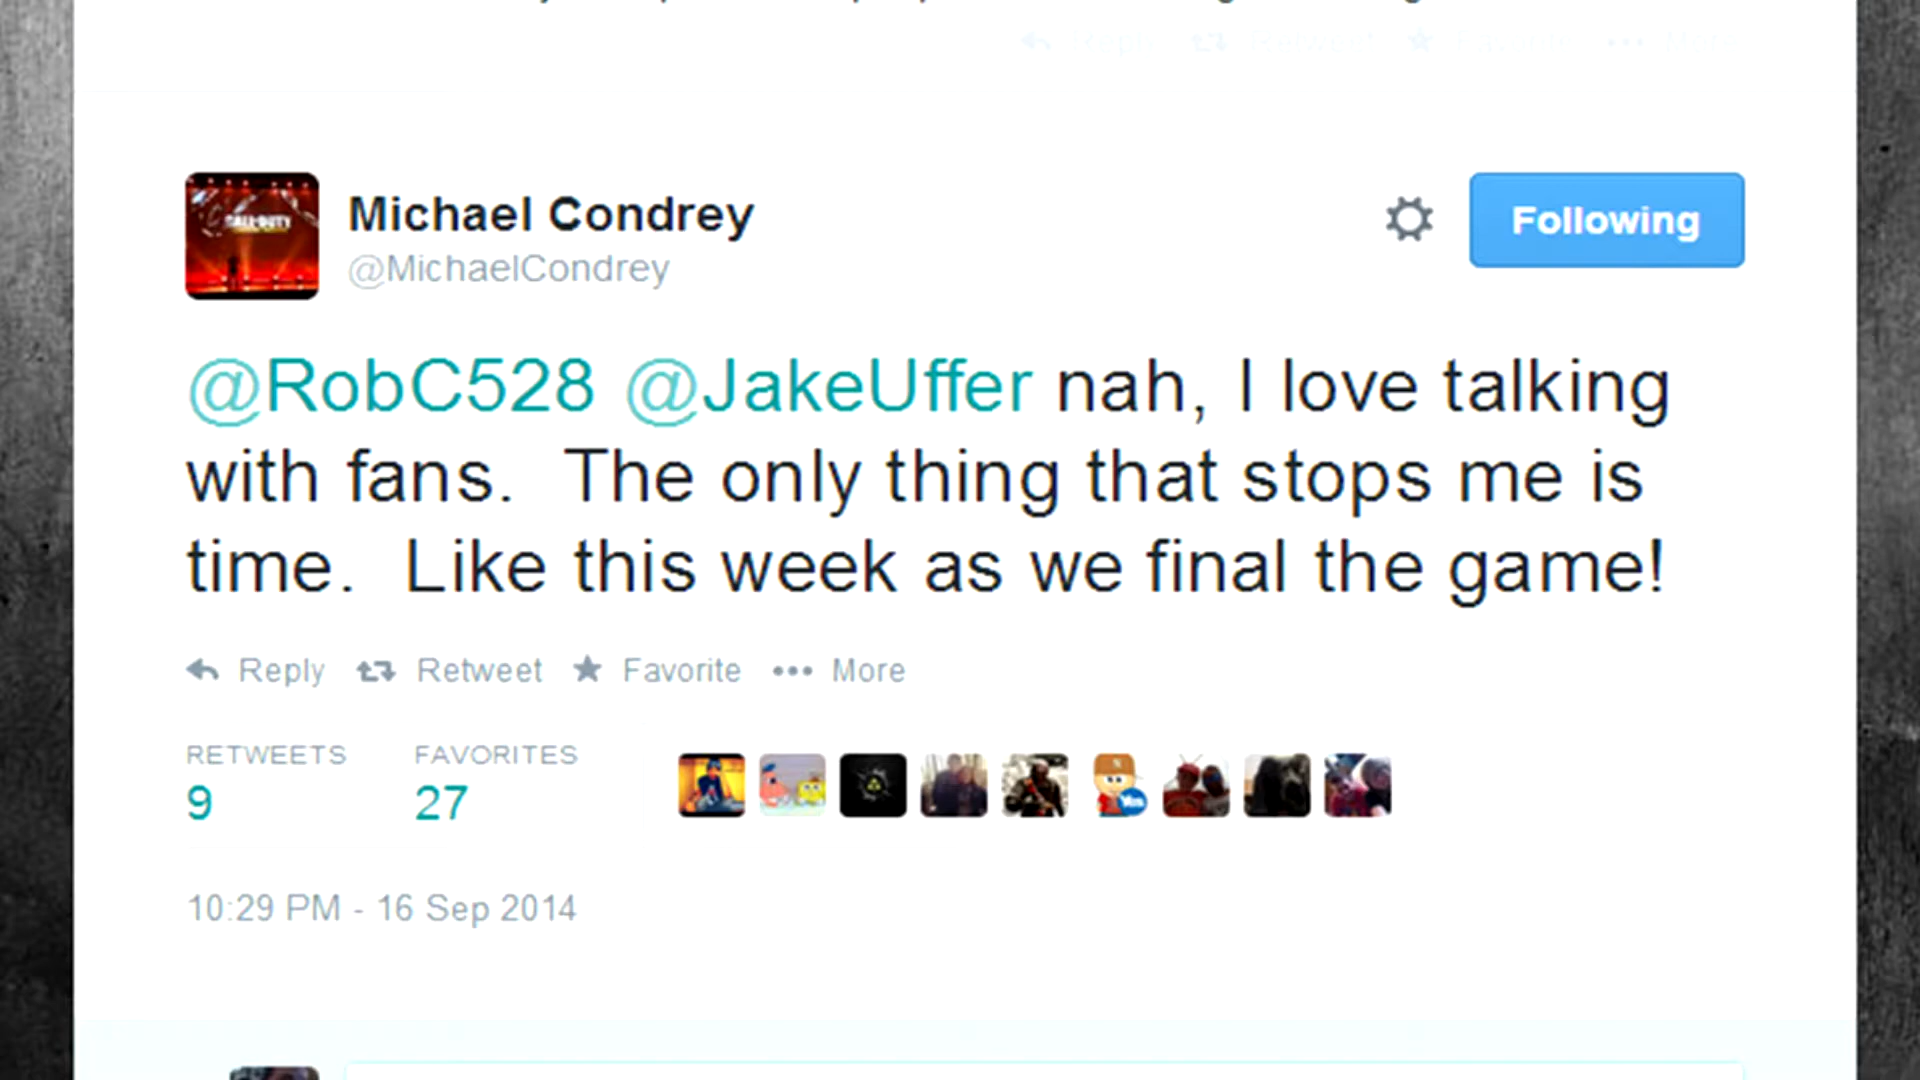 Michael Condrey
@MichaelCondrey
Following
@RobC528 @JakeUffer nah, I love talking
with fans.  The only thing that stops me is
time.  Like this week as we final the game!
Reply Retweet Favorite More
RETWEETS FAVORITES
9 27
10:29 PM - 16 Sep 2014